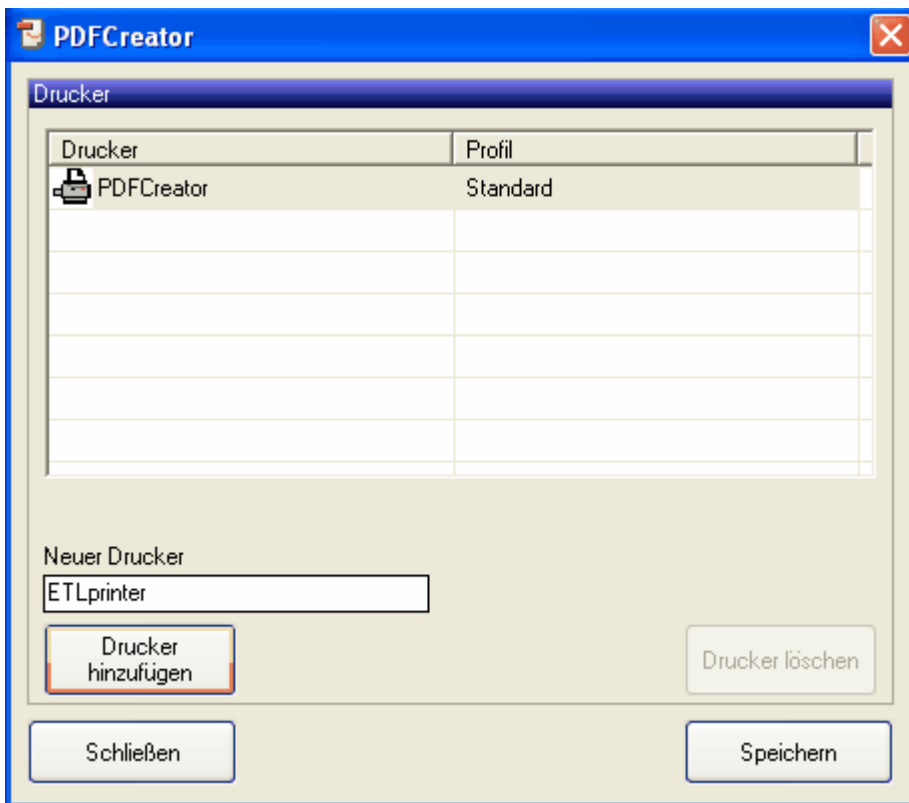 PDFCreator
Drucker
Drucker Profil
PDFCreator Standard
Neuer Drucker
ETLprinter
Drucker
hinzufügen
Drucker löschen
Schließen Speichern